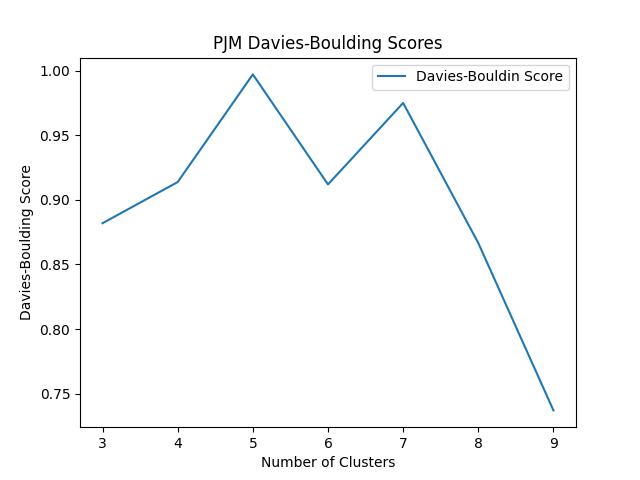 PJM Davies-Boulding Scores
Davies-Bouldin Score
Davies-Boulding Score
1.00
0.95
0.90
0.85
0.80
0.75
3 4 5 6 7 8 9
Number of Clusters